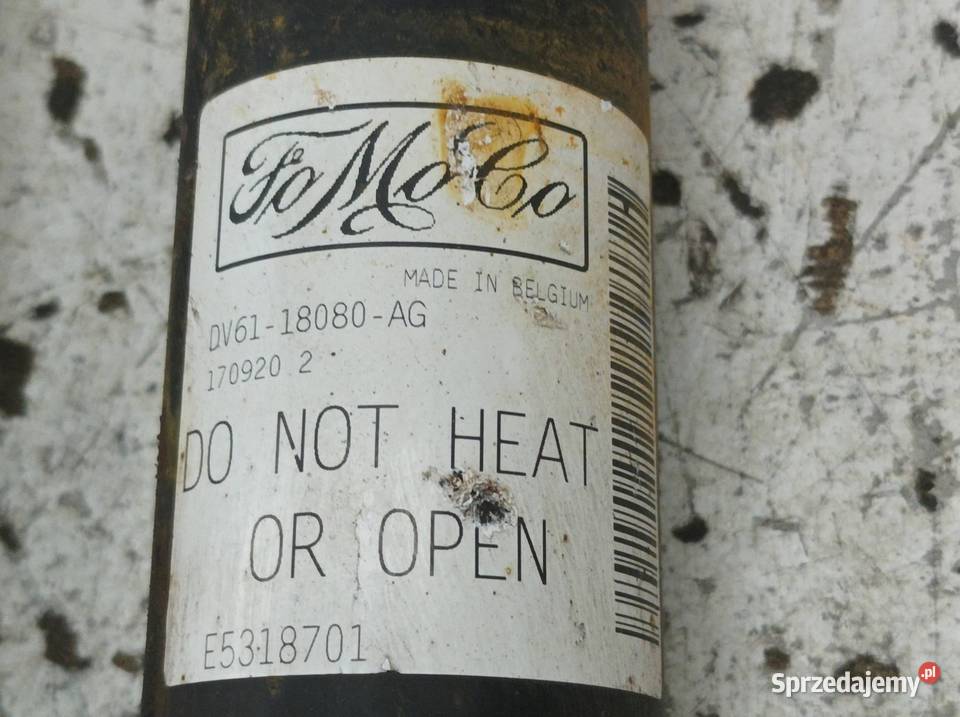 FoMoCo
MADE IN BELGIUM
DV61-18080-AG
170920 2
DO NOT HEAT
OR OPEN
E5318701
Sprzedajemy.pl